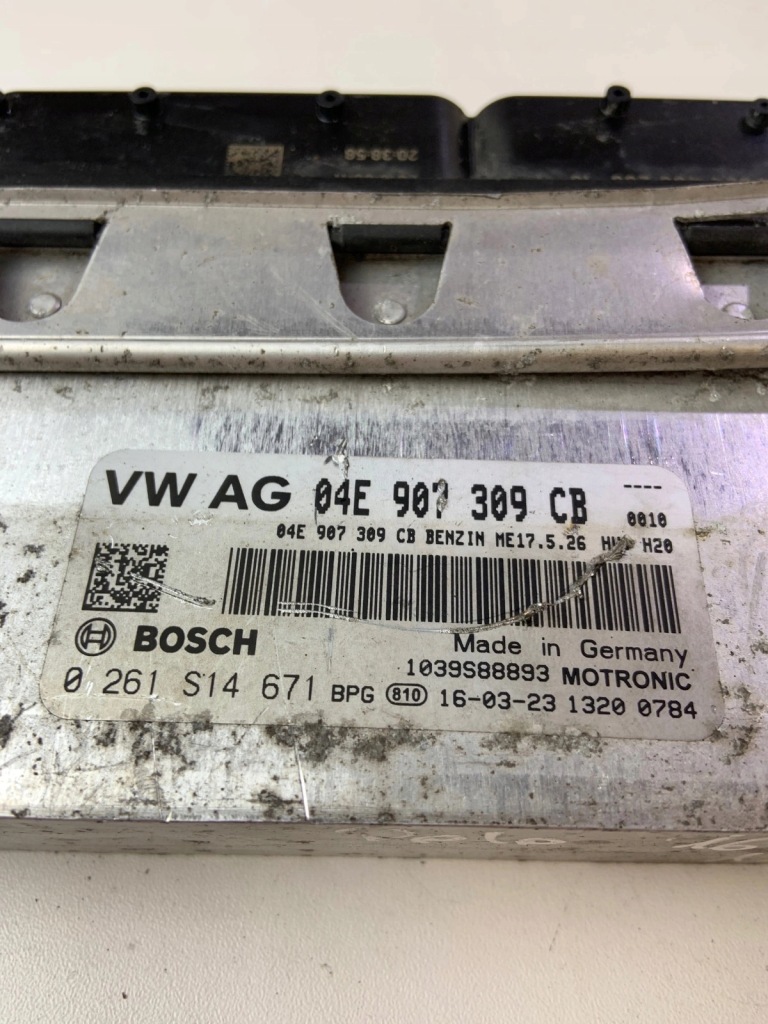 20:38:58
VW AG 04E 907 309 CB ----
0010
04E 907 309 CB BENZIN ME17.5.26 H20
BOSCH Made in Germany
1039S88893 MOTRONIC
0 261 S14 671 BPG 810 16-03-23 1320 0784